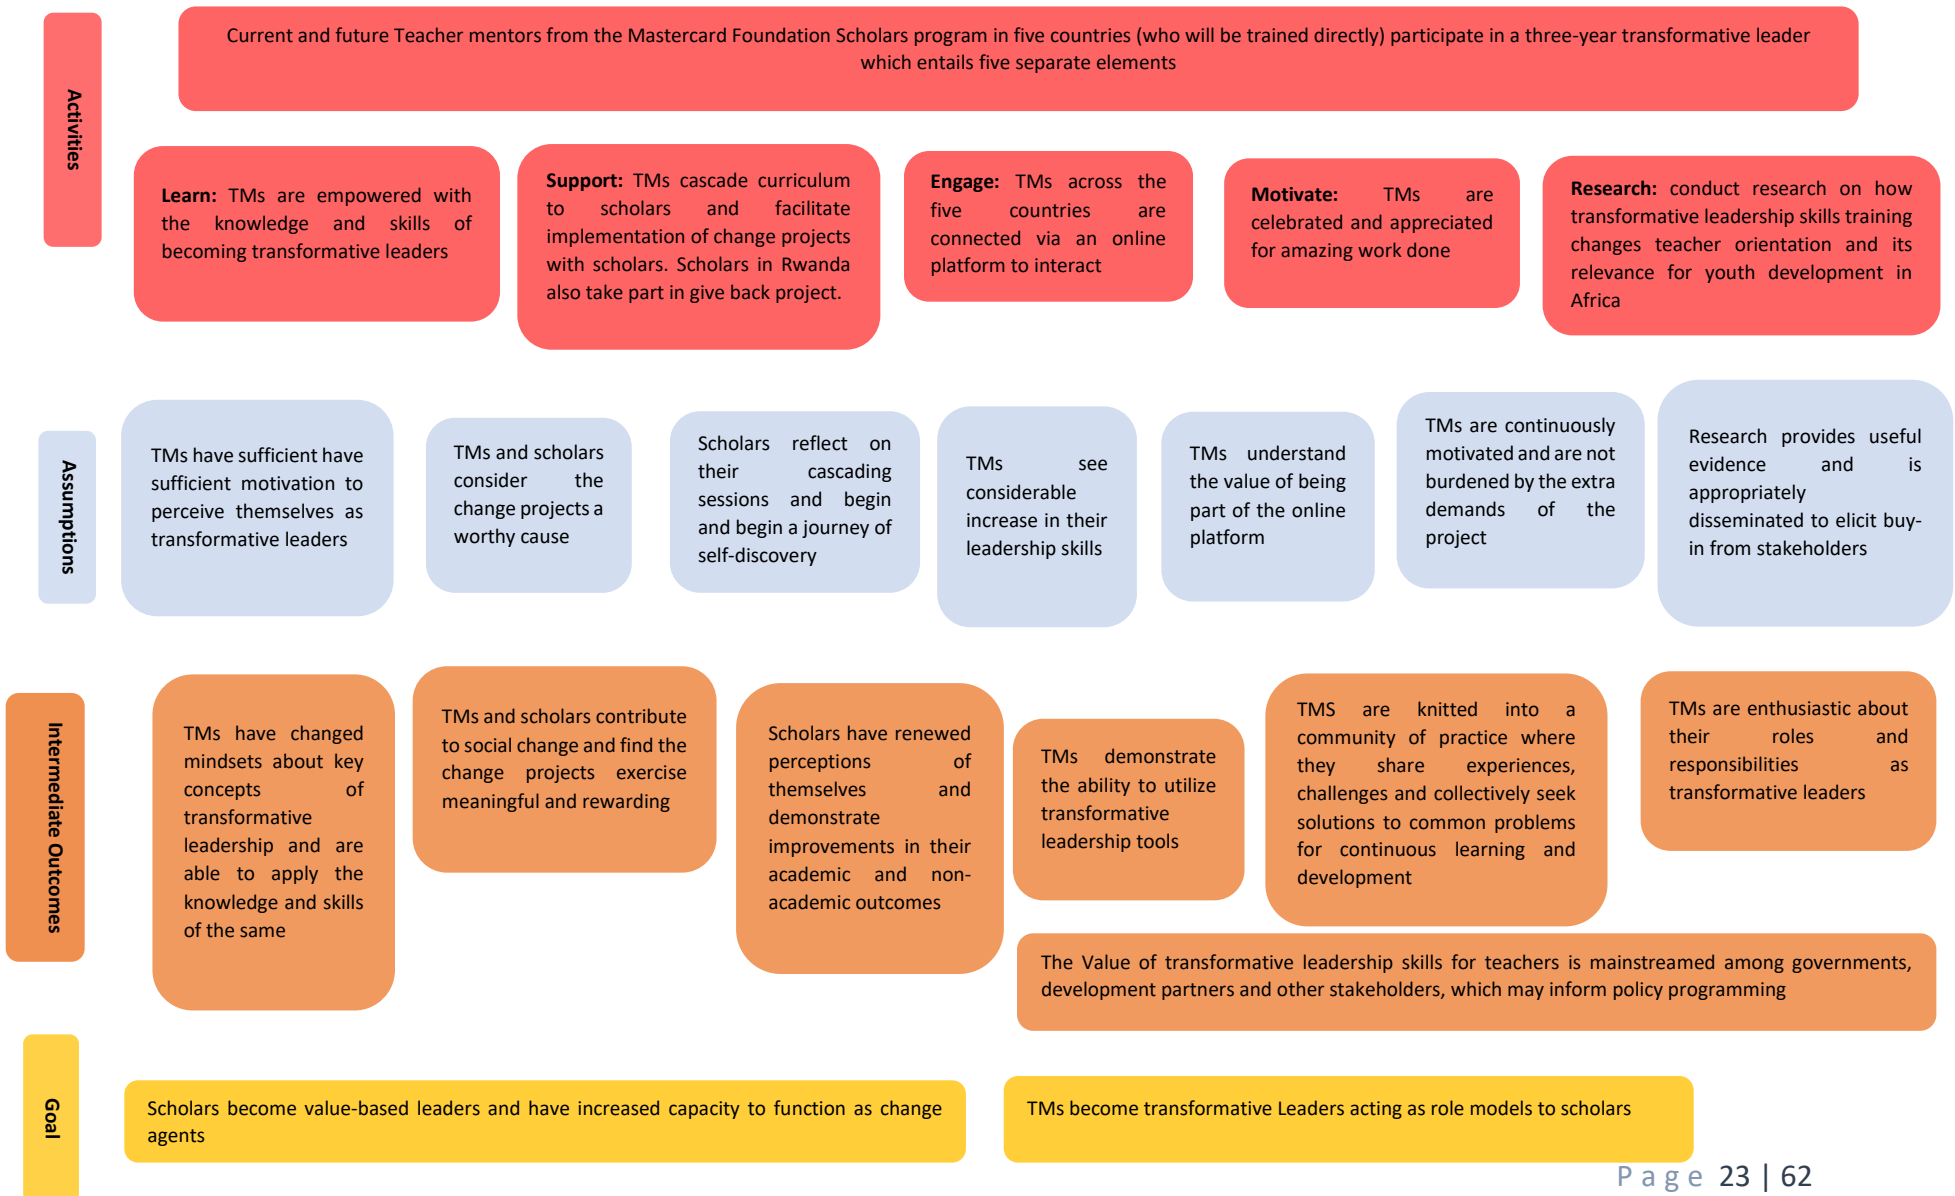 Activities
Current and future Teacher mentors from the Mastercard Foundation Scholars program in five countries (who will be trained directly) participate in a three-year transformative leader
which entails five separate elements
Learn: TMs are empowered with
the knowledge and skills of
becoming transformative leaders
Support: TMs cascade curriculum
to scholars and facilitate
implementation of change projects
with scholars. Scholars in Rwanda
also take part in give back project.
Engage: TMs across the
five countries are
connected via an online
platform to interact
Motivate: TMs are
celebrated and appreciated
for amazing work done
Research: conduct research on how
transformative leadership skills training
changes teacher orientation and its
relevance for youth development in
Africa
Assumptions
TMs have sufficient have
sufficient motivation to
perceive themselves as
transformative leaders
TMs and scholars
consider the
change projects a
worthy cause
Scholars reflect on
their cascading
sessions and begin
and begin a journey of
self-discovery
TMs see
considerable
increase in their
leadership skills
TMs understand
the value of being
part of the online
platform
TMs are continuously
motivated and are not
burdened by the extra
demands of the
project
Research provides useful
evidence and is
appropriately
disseminated to elicit buy-
in from stakeholders
Intermediate Outcomes
TMs have changed
mindsets about key
concepts of
transformative
leadership and are
able to apply the
knowledge and skills
of the same
TMs and scholars contribute
to social change and find the
change projects exercise
meaningful and rewarding
Scholars have renewed
perceptions of
themselves and
demonstrate
improvements in their
academic and non-
academic outcomes
TMs demonstrate
the ability to utilize
transformative
leadership tools
TMS are knitted into a
community of practice where
they share experiences,
challenges and collectively seek
solutions to common problems
for continuous learning and
development
TMs are enthusiastic about
their roles and
responsibilities as
transformative leaders
The Value of transformative leadership skills for teachers is mainstreamed among governments,
development partners and other stakeholders, which may inform policy programming
Goal
Scholars become value-based leaders and have increased capacity to function as change
agents
TMs become transformative Leaders acting as role models to scholars
Page 23 | 62